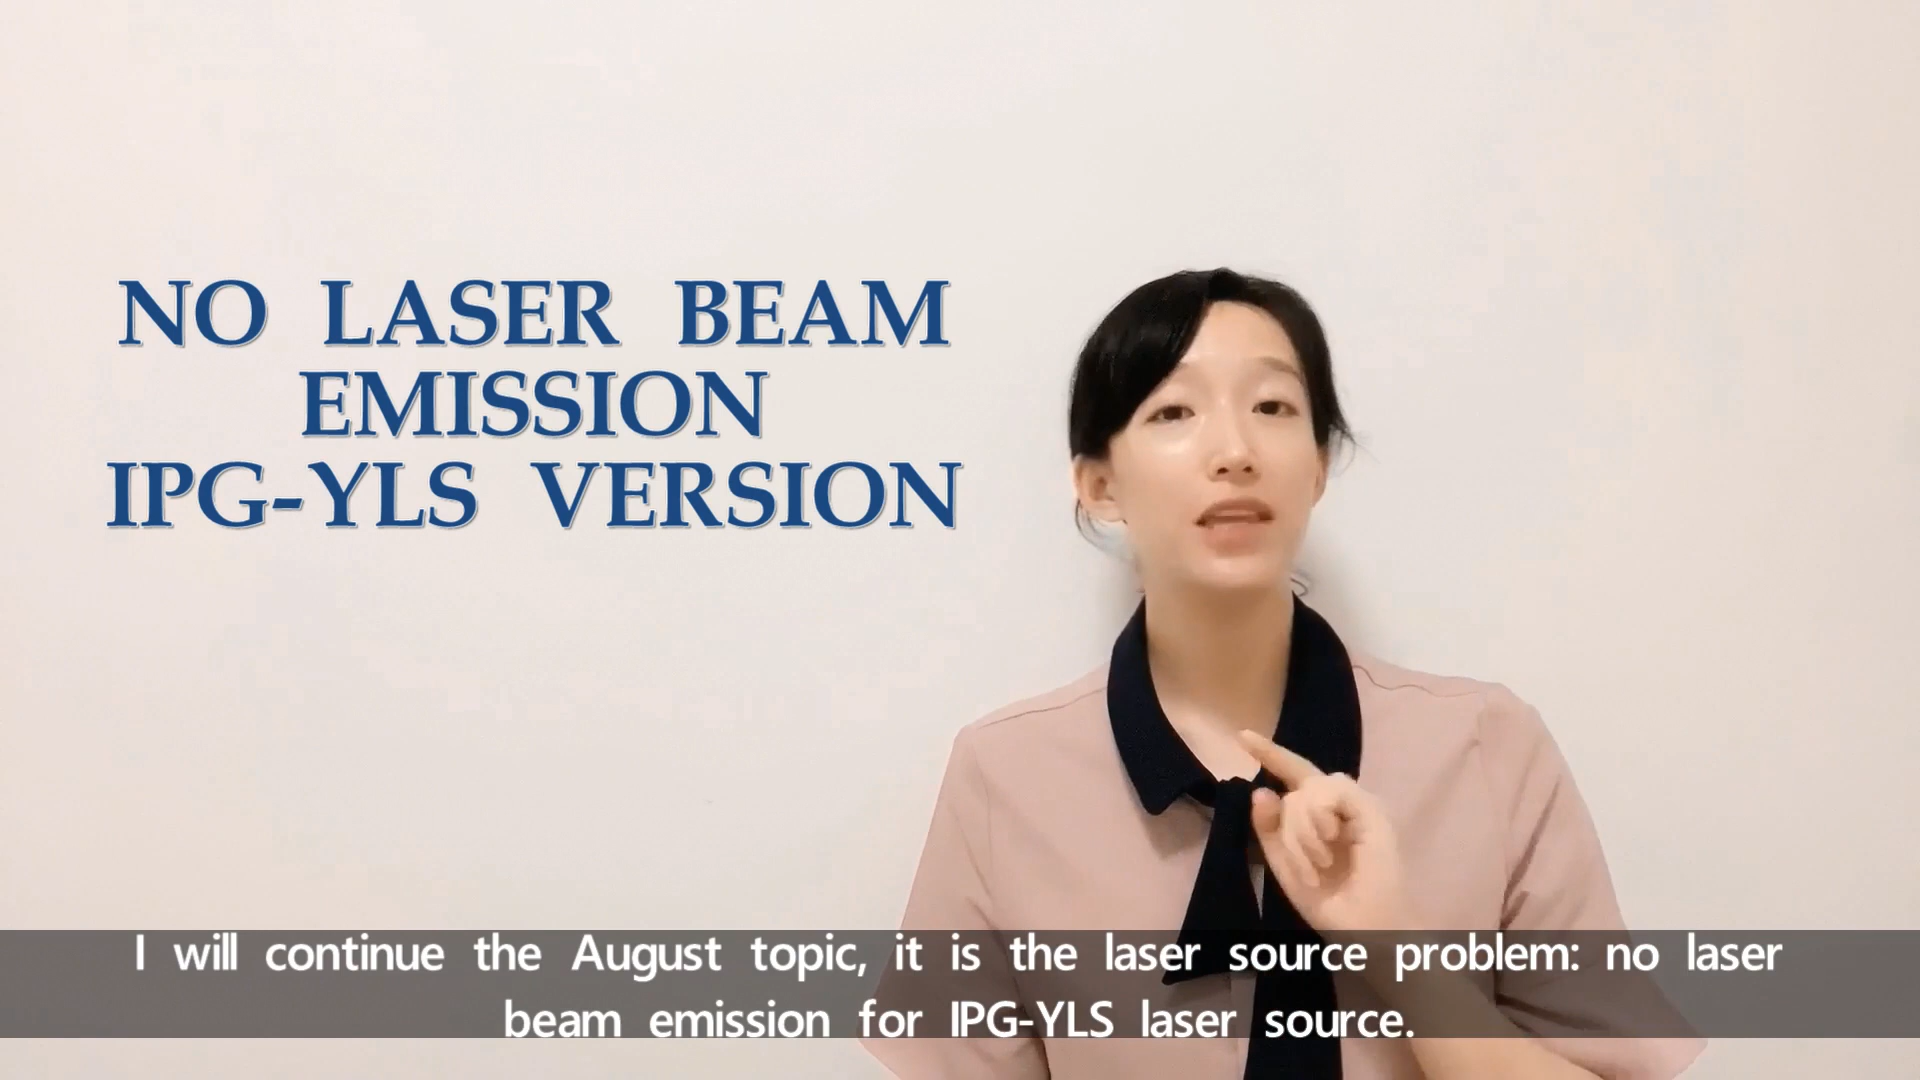 NO LASER BEAM
EMISSION
IPG-YLS VERSION
I will continue the August topic, it is the laser source problem: no laser
beam emission for IPG-YLS laser source.